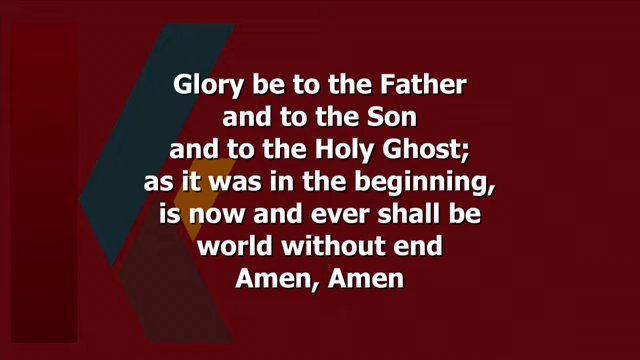 Glory be to the Father
and to the Son
and to the Holy Ghost;
as it was in the beginning,
is now and ever shall be
world without end
Amen, Amen